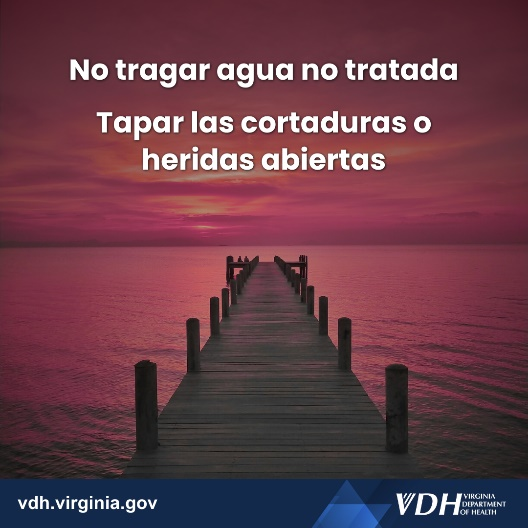 No tragar agua no tratada
Tapar las cortaduras o
heridas abiertas
vdh.virginia.gov
VDH VIRGINIA
DEPARTMENT
OF HEALTH